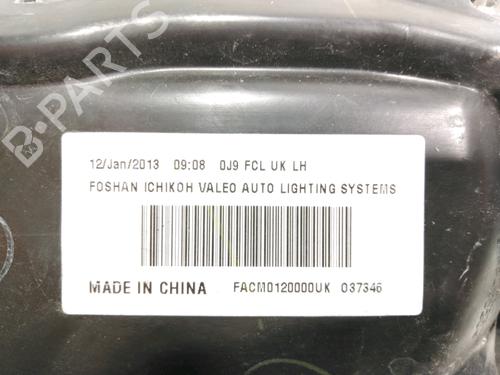 B-PARTS
12/Jan/2013 09:08 0J9 FCL UK LH
FOSHAN ICHIKOH VALEO AUTO LIGHTING SYSTEMS
MADE IN CHINA FACM0120000UK 037346